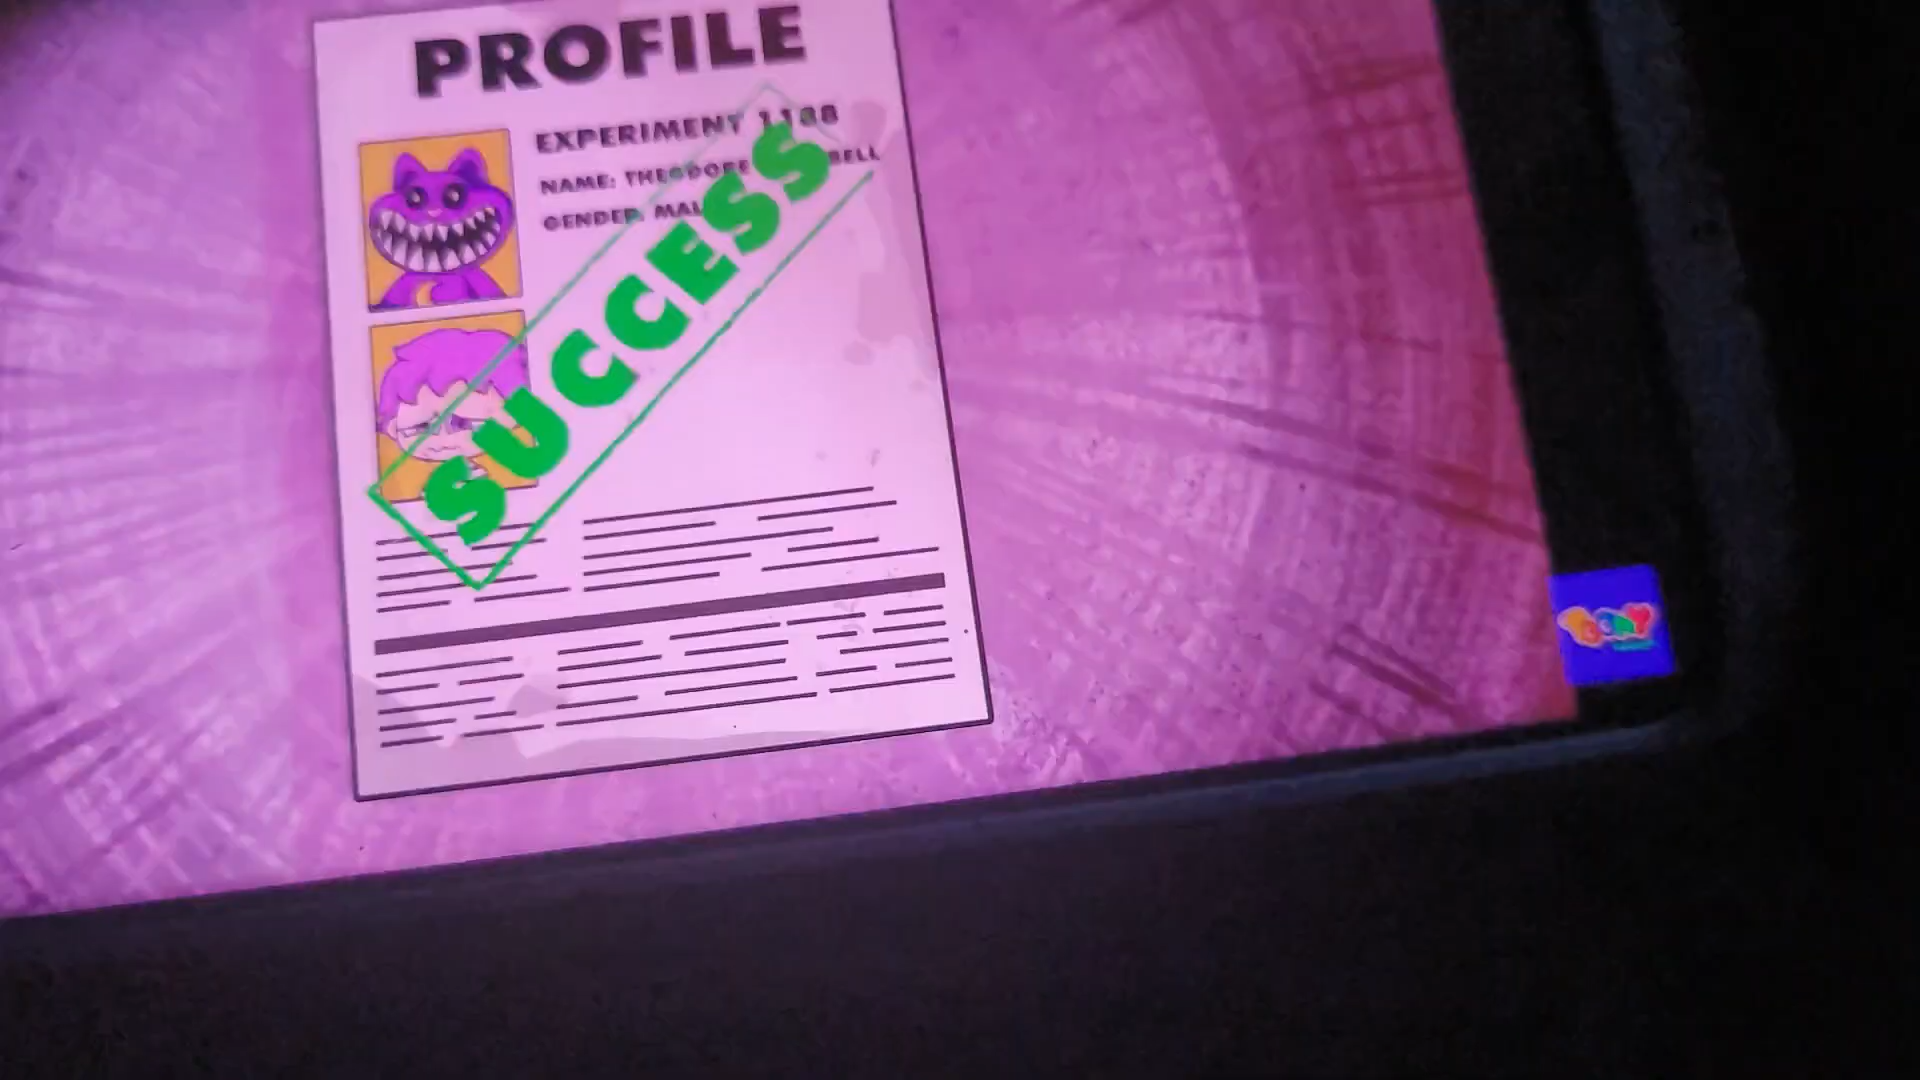 PROFILE
EXPERIMENT 1188
NAME: THEODORE
GENDER: MAL
SUCCESS